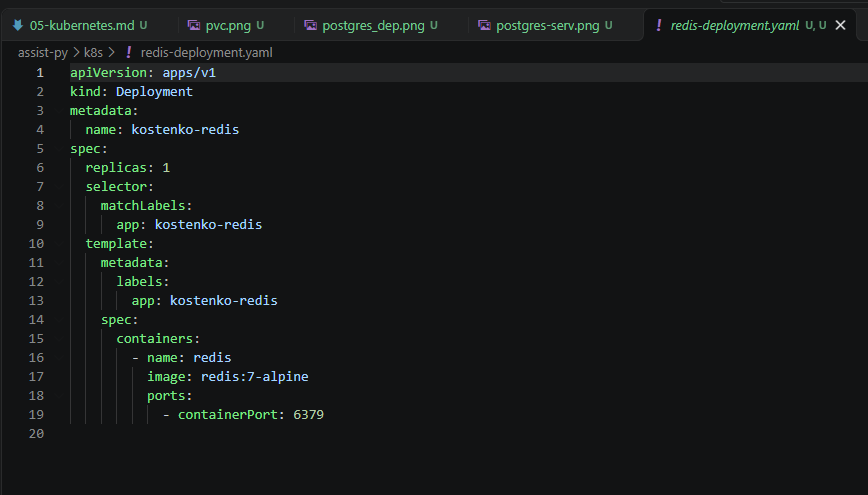 05-kubernetes.md U pvc.png U postgres_dep.png U postgres-serv.png U ! redis-deployment.yaml U, U
assist-py > k8s > ! redis-deployment.yaml
1 apiVersion: apps/v1
2 kind: Deployment
3 metadata:
4   name: kostenko-redis
5 spec:
6   replicas: 1
7   selector:
8     matchLabels:
9       app: kostenko-redis
10   template:
11     metadata:
12       labels:
13         app: kostenko-redis
14     spec:
15       containers:
16         - name: redis
17           image: redis:7-alpine
18           ports:
19             - containerPort: 6379
20